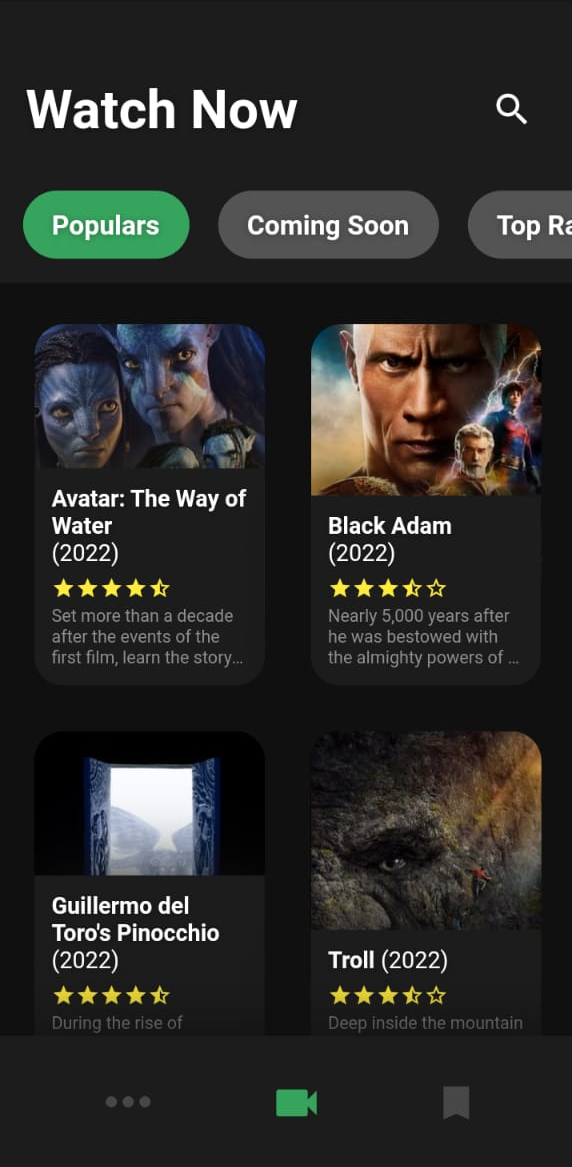 Watch Now
Populars
Coming Soon
Top Ra
Avatar: The Way of
Water
(2022)
Set more than a decade
after the events of the
first film, learn the story…
Black Adam
(2022)
Nearly 5,000 years after
he was bestowed with
the almighty powers of …
Guillermo del
Toro's Pinocchio
(2022)
During the rise of
Troll (2022)
Deep inside the mountain